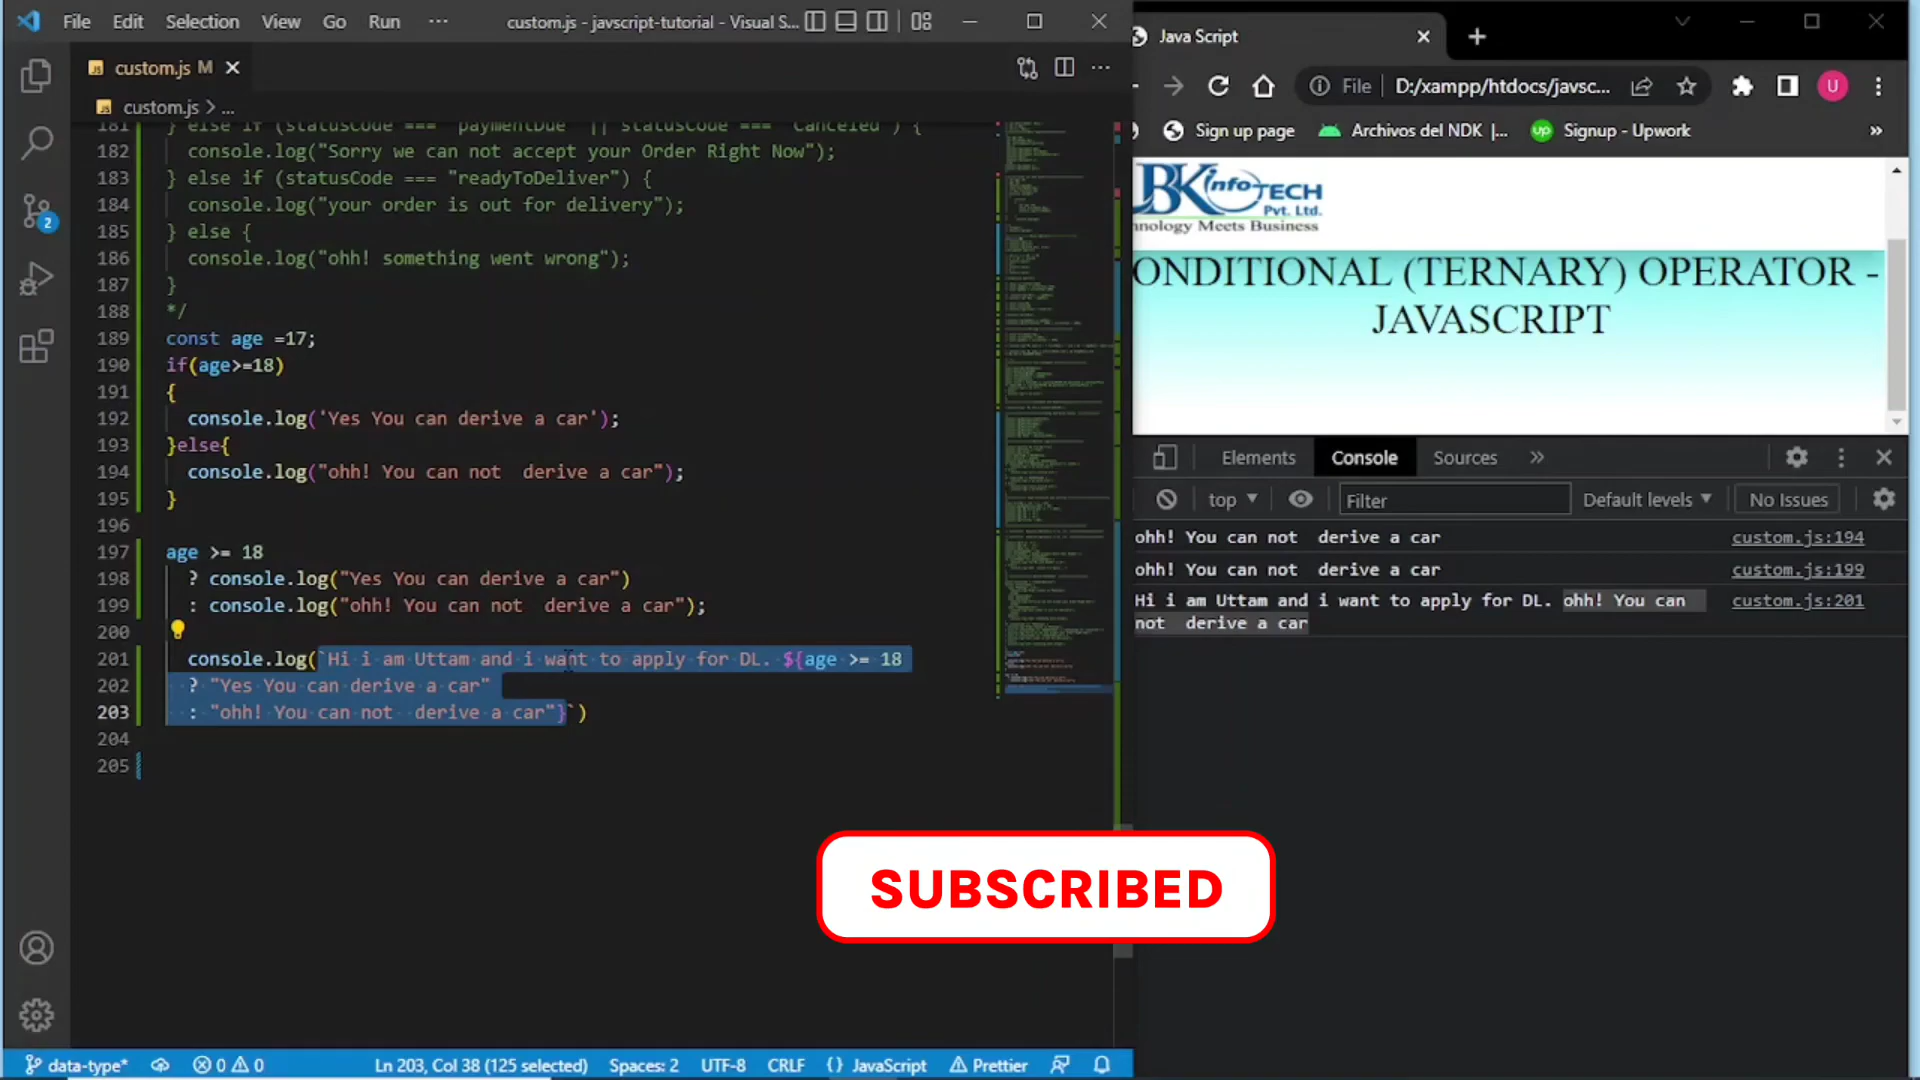 File Edit Selection View Go Run ··· custom.js - javscript-tutorial - Visual S...
custom.js M
custom.js > ...
181 } else if (statusCode === "paymentDue" || statusCode === "Canceled") {
182 console.log("Sorry we can not accept your Order Right Now");
183 } else if (statusCode === "readyToDeliver") {
184 console.log("your order is out for delivery");
185 } else {
186 console.log("ohh! something went wrong");
187 }
188 */
189 const age =17;
190 if(age>=18)
191 {
192 console.log('Yes You can derive a car');
193 }else{
194 console.log("ohh! You can not  derive a car");
195 }
196
197 age >= 18
198 ? console.log("Yes You can derive a car")
199 : console.log("ohh! You can not  derive a car");
200
201 console.log(`Hi i am Uttam and i want to apply for DL. ${age >= 18
202 ? "Yes You can derive a car"
203 : "ohh! You can not  derive a car"}`)
204
205
2
data-type* 0 0 Ln 203, Col 38 (125 selected) Spaces: 2 UTF-8 CRLF {} JavaScript Prettier
Java Script
File D:/xampp/htdocs/javsc... U
Sign up page Archivos del NDK |... up Signup - Upwork »
BK InfoTECH
Pvt. Ltd.
nnology Meets Business
ONDITIONAL (TERNARY) OPERATOR -
JAVASCRIPT
Elements Console Sources »
top Filter Default levels No Issues
ohh! You can not  derive a car custom.js:194
ohh! You can not  derive a car custom.js:199
Hi i am Uttam and i want to apply for DL. ohh! You can custom.js:201
not  derive a car
SUBSCRIBED